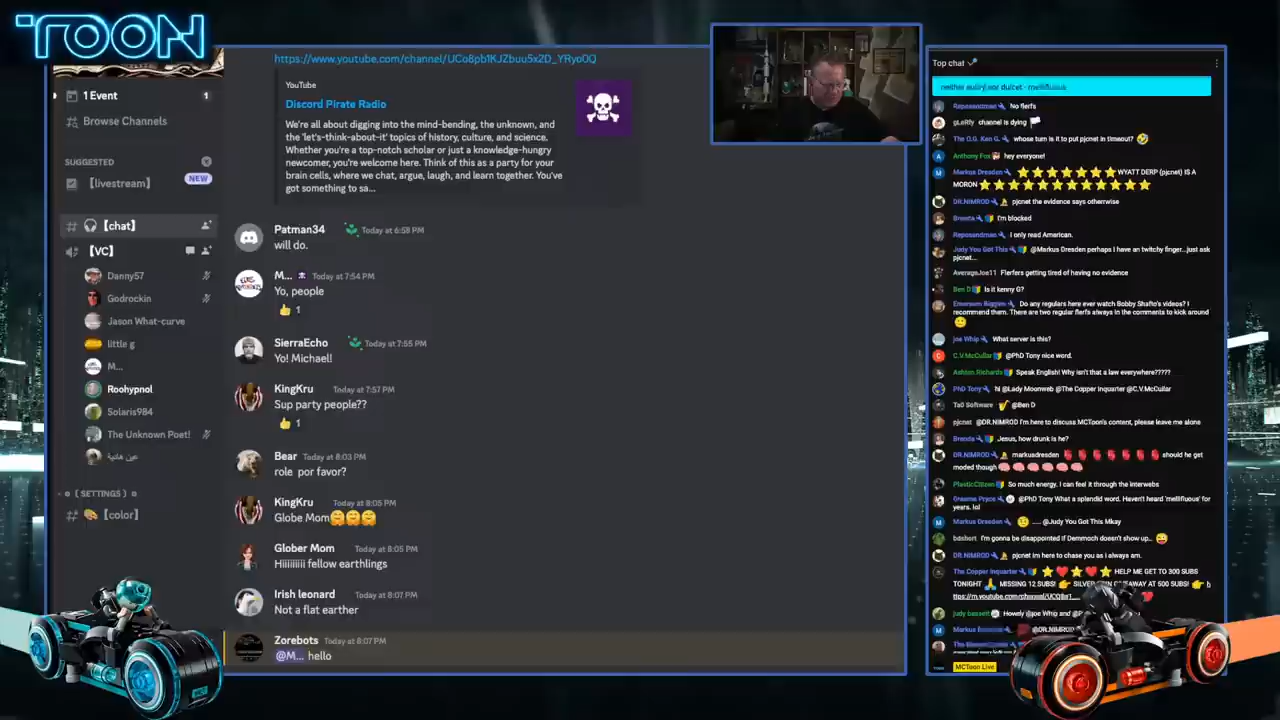 TOON
1 Event
1
Browse Channels
SUGGESTED
【livestream】
NEW
【chat】
【VC】
Danny57
Godrockin
Jason What-curve
little g
M...
Roohypnol
Solaris984
The Unknown Poet!
عين هانية
{ SETTINGS }
【color】
https://www.youtube.com/channel/UCo8pb1KJZbuu5x2D_YRyo0Q
YouTube
Discord Pirate Radio
We're all about digging into the mind-bending, the unknown, and
the 'let's-think-about-it' topics of history, culture, and science.
Whether you're a top-notch scholar or just a knowledge-hungry
newcomer, you're welcome here. Think of this as a party for your
brain cells, where we chat, argue, laugh, and learn together. You've
got something to sa...
Patman34 Today at 6:58 PM
will do.
M... Today at 7:54 PM
Yo, people
👍 1
SierraEcho Today at 7:55 PM
Yo! Michael!
KingKru Today at 7:57 PM
Sup party people??
👍 1
Bear Today at 8:03 PM
role por favor?
KingKru Today at 8:05 PM
Globe Mom🤗🤗🤗
Glober Mom Today at 8:05 PM
Hiiiiiiii fellow earthlings
Irish leonard Today at 8:07 PM
Not a flat earther
Zorebots Today at 8:07 PM
@M... hello
Top chat
Reposandman No flerfs
gLeRfy channel is dying
The O.G. Ken G. whose turn is it to put pjcnet in timeout? 🤣
Anthony Fox hey everyone!
Markus Dresden ⭐⭐⭐⭐⭐⭐⭐WYATT DERP (pjcnet) IS A
MORON ⭐⭐⭐⭐⭐⭐⭐⭐⭐⭐⭐⭐
DR.NIMROD pjcnet the evidence says otherwise
Brenda I'm blocked
Reposandman I only read American.
Judy You Got This @Markus Dresden perhaps I have an twitchy finger...just ask
pjcnet...
AverageJoe11 Flerfers getting tired of having no evidence
Ben D Is it kenny G?
Emerson Biggins Do any regulars here ever watch Bobby Shafto's videos? I
recommend them. There are two regular flerfs always in the comments to kick around
joe Whip What server is this?
C.V.McCullar @PhD Tony nice word.
Ashton Richards Speak English! Why isn't that a law everywhere?????
PhD Tony hi @Lady Moonweb @The Copper Inquarter @C.V.McCullar
Ta0 Software 🎷 @Ben D
pjcnet @DR.NIMROD I'm here to discuss MCToon's content, please leave me alone
Brenda Jesus, how drunk is he?
DR.NIMROD markusdresden should he get
moded though🧠🧠🧠🧠🧠🧠
PlasticCitizen So much energy. I can feel it through the interwebs
Graeme Pryce @PhD Tony What a splendid word. Haven't heard 'mellifluous' for
years. lol
Markus Dresden ..... @Judy You Got This Mkay
bdshort I'm gonna be disappointed if Demmoch doesn't show up.. 😜
DR.NIMROD pjcnet im here to chase you as i always am.
The Copper Inquarter ⭐❤️⭐❤️⭐ HELP ME GET TO 300 SUBS
TONIGHT 🙏 MISSING 12 SUBS!
judy bassett Howdy @joe Whip and
Markus @DR.NIMROD
MCToon Live